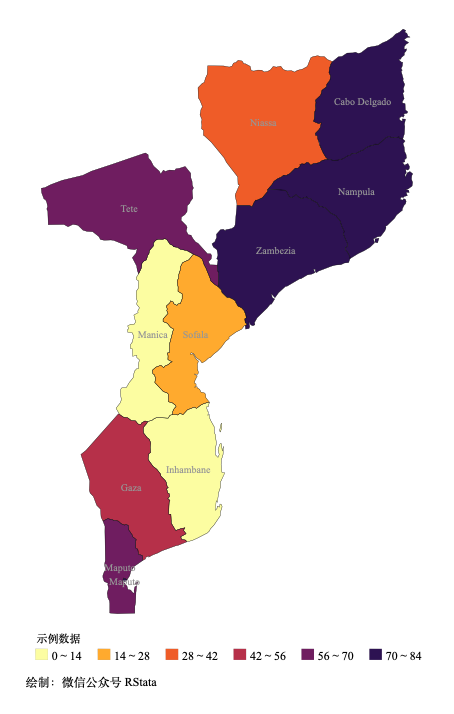 Cabo Delgado
Niassa
Nampula
Tete
Zambezia
Manica
Sofala
Inhambane
Gaza
Maputo
Maputo
示例数据
0 ~ 14
14 ~ 28
28 ~ 42
42 ~ 56
56 ~ 70
70 ~ 84
绘制：微信公众号 RStata